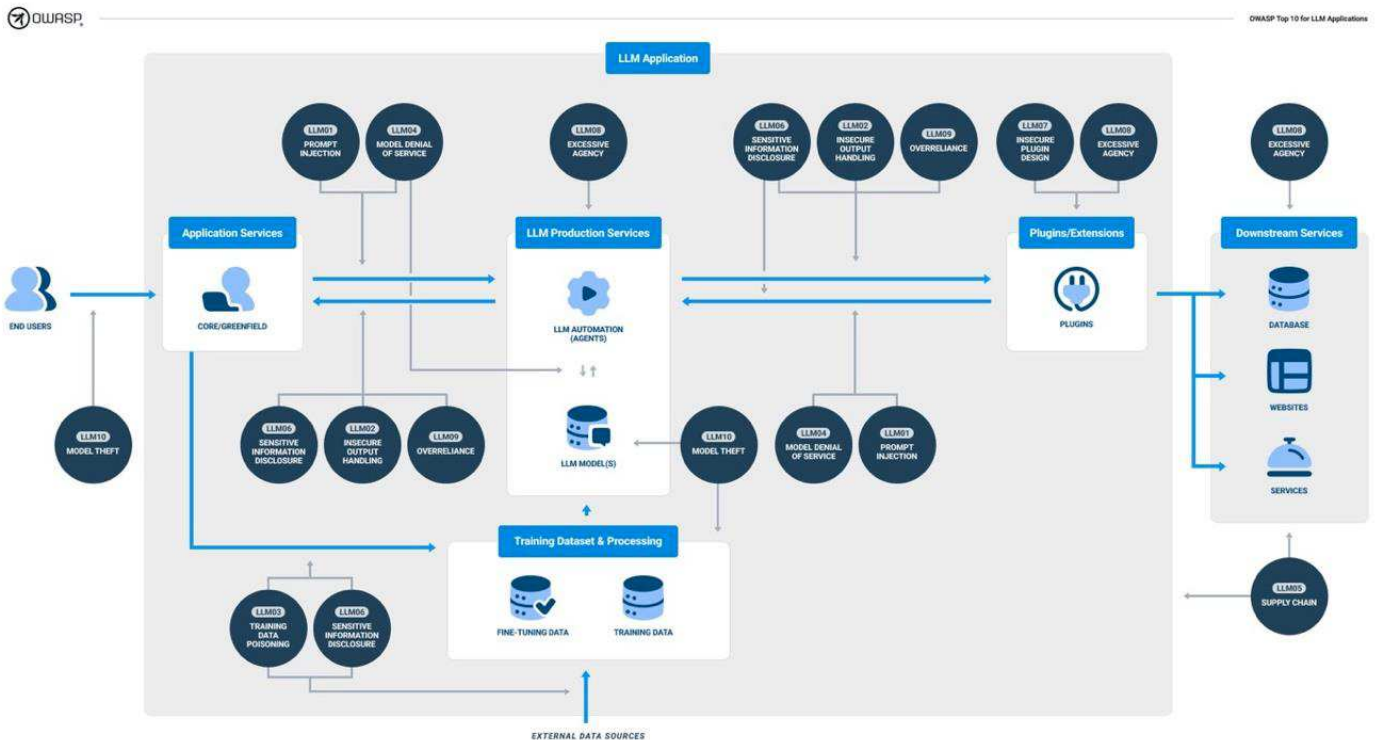 OWASP
OWASP Top 10 for LLM Applications
LLM Application
LLM01
PROMPT
INJECTION
LLM04
MODEL DENIAL
OF SERVICE
LLM08
EXCESSIVE
AGENCY
LLM06
SENSITIVE
INFORMATION
DISCLOSURE
LLM02
INSECURE
OUTPUT
HANDLING
LLM09
OVERRELIANCE
LLM07
INSECURE
PLUGIN
DESIGN
LLM08
EXCESSIVE
AGENCY
LLM08
EXCESSIVE
AGENCY
Application Services
LLM Production Services
Plugins/Extensions
Downstream Services
END USERS
CORE/GREENFIELD
LLM AUTOMATION
(AGENTS)
PLUGINS
DATABASE
WEBSITES
SERVICES
LLM10
MODEL THEFT
LLM06
SENSITIVE
INFORMATION
DISCLOSURE
LLM02
INSECURE
OUTPUT
HANDLING
LLM09
OVERRELIANCE
LLM MODEL(S)
LLM10
MODEL THEFT
LLM04
MODEL DENIAL
OF SERVICE
LLM01
PROMPT
INJECTION
Training Dataset & Processing
FINE-TUNING DATA
TRAINING DATA
LLM03
TRAINING
DATA
POISONING
LLM06
SENSITIVE
INFORMATION
DISCLOSURE
LLM05
SUPPLY CHAIN
EXTERNAL DATA SOURCES